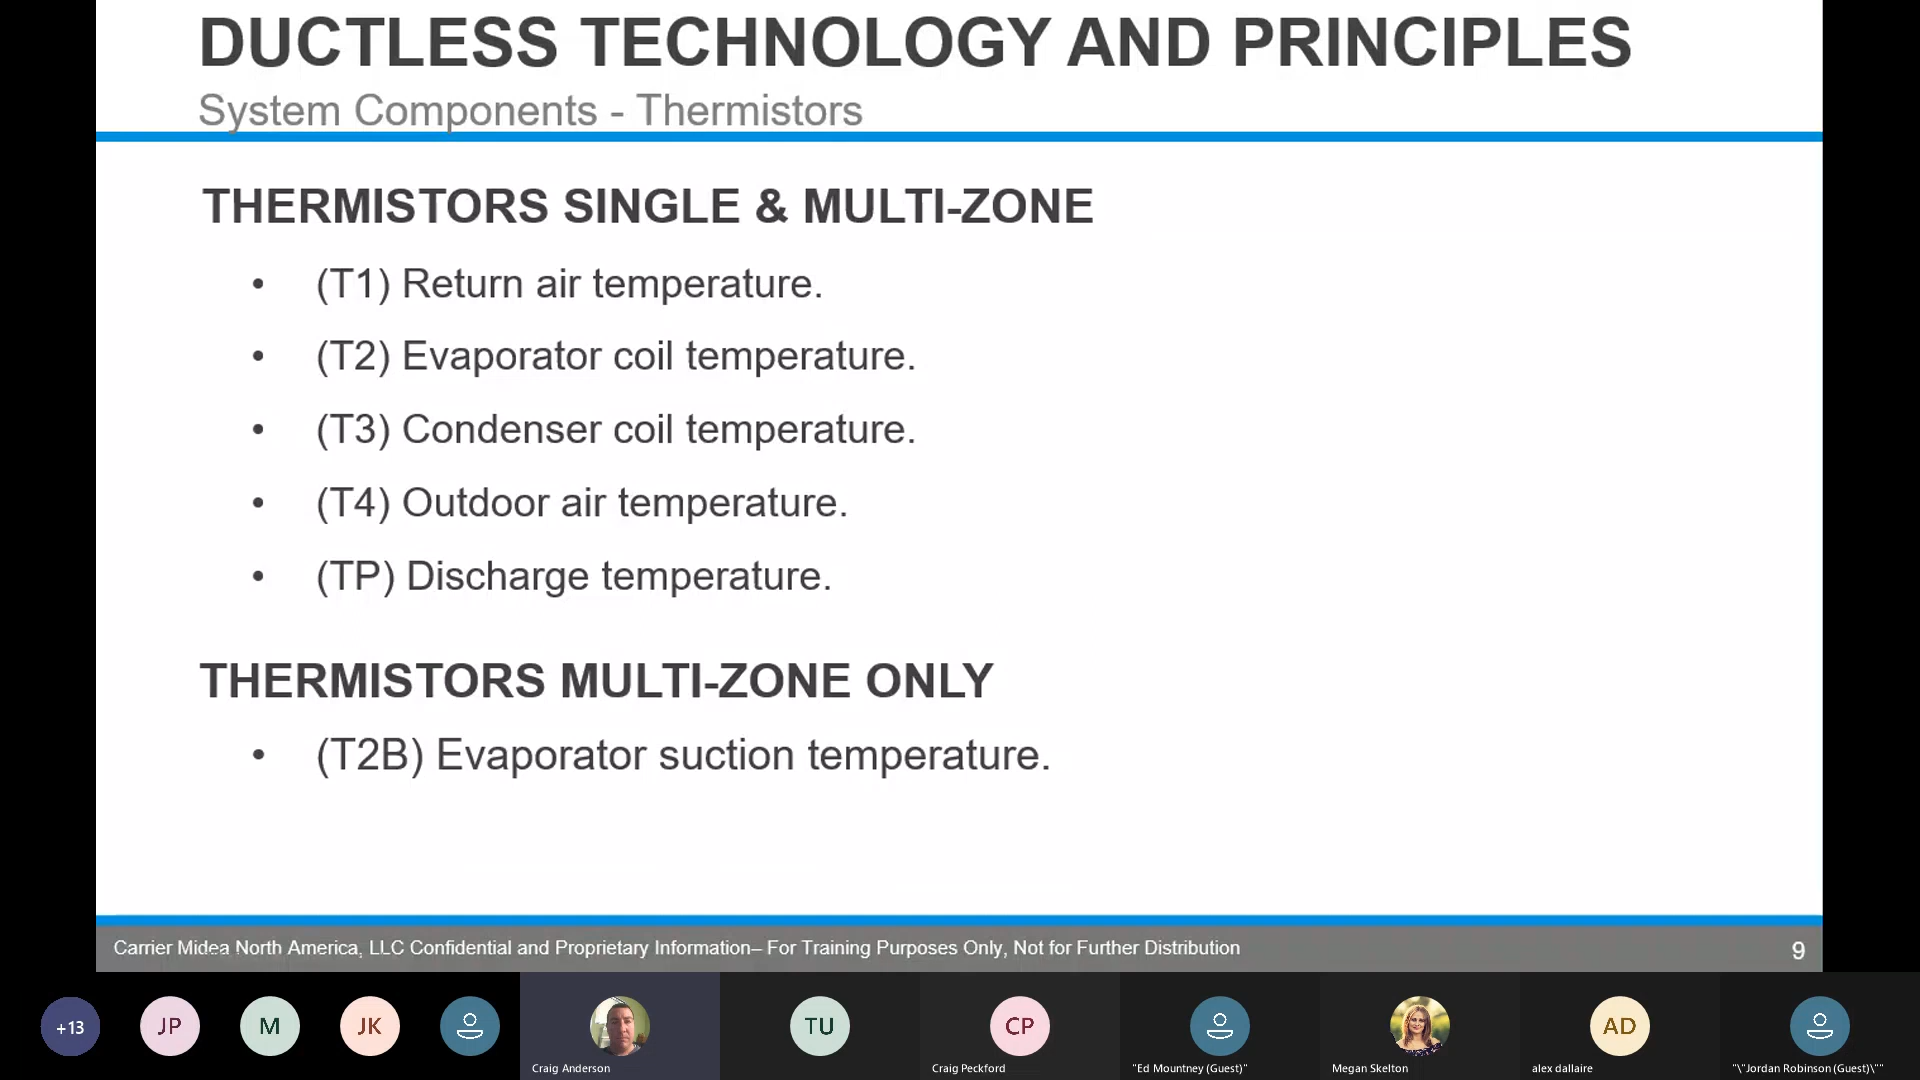 DUCTLESS TECHNOLOGY AND PRINCIPLES
System Components - Thermistors
THERMISTORS SINGLE & MULTI-ZONE
• (T1) Return air temperature.
• (T2) Evaporator coil temperature.
• (T3) Condenser coil temperature.
• (T4) Outdoor air temperature.
• (TP) Discharge temperature.
THERMISTORS MULTI-ZONE ONLY
• (T2B) Evaporator suction temperature.
Carrier Midea North America, LLC Confidential and Proprietary Information– For Training Purposes Only, Not for Further Distribution
9
+13
JP
M
JK
Craig Anderson
TU
CP
Craig Peckford
"Ed Mountney (Guest)"
Megan Skelton
AD
alex dallaire
"\"Jordan Robinson (Guest)\""